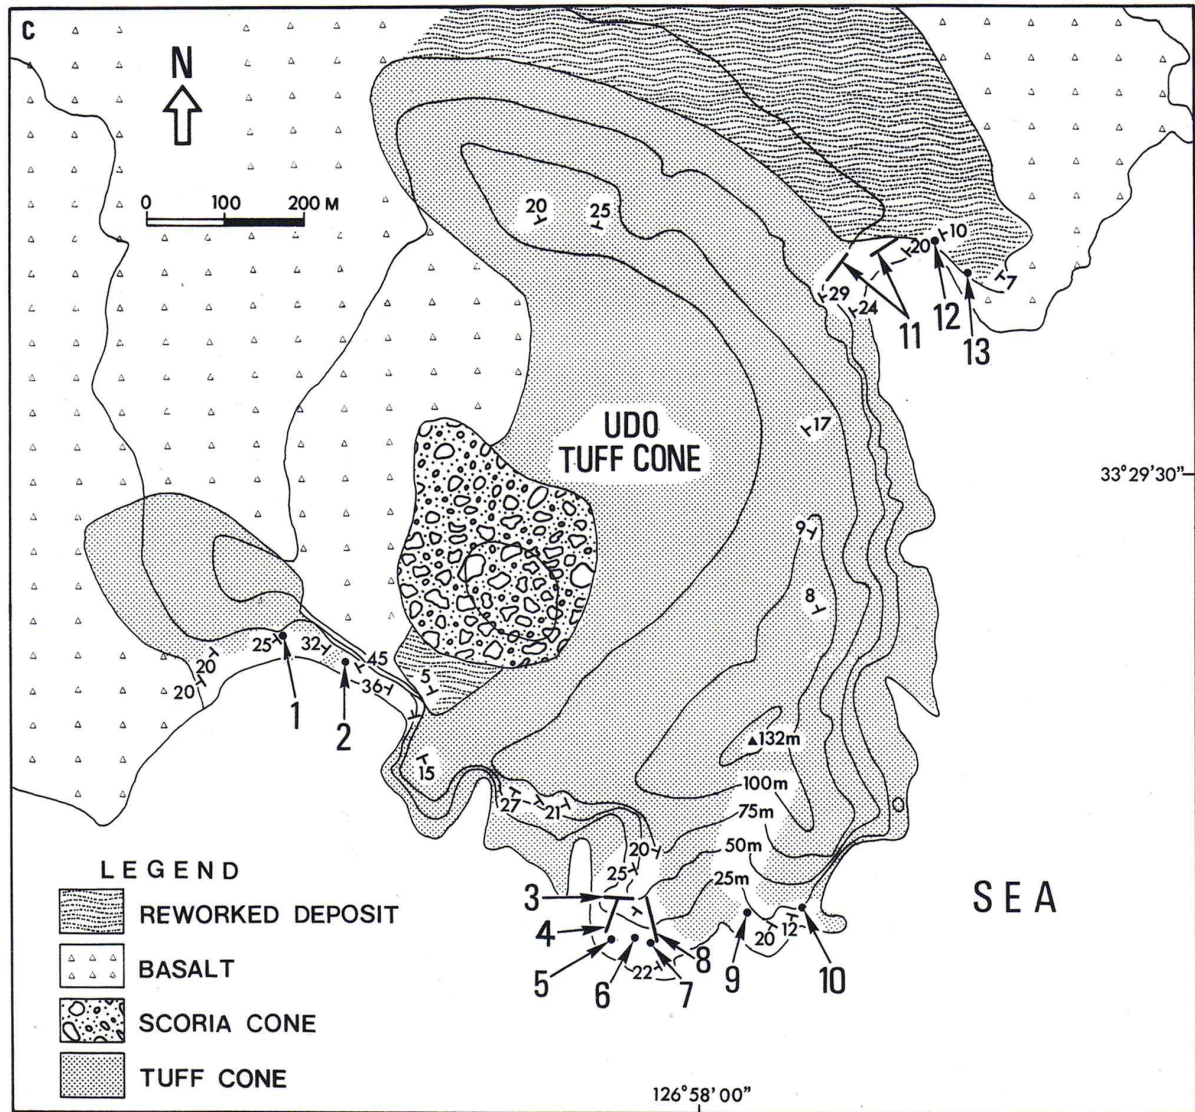 C
N
0 100 200 M
20
25
10
20
7
29
24
11
12
13
17
UDO
TUFF CONE
33°29'30"
9
8
25
32
45
20
20
36
5
1
2
15
132m
100m
27
21
75m
20
50m
25
25m
LEGEND
SEA
3
REWORKED DEPOSIT
4
12
20
8
22
BASALT
5
6
7
9
10
SCORIA CONE
TUFF CONE
126°58'00"